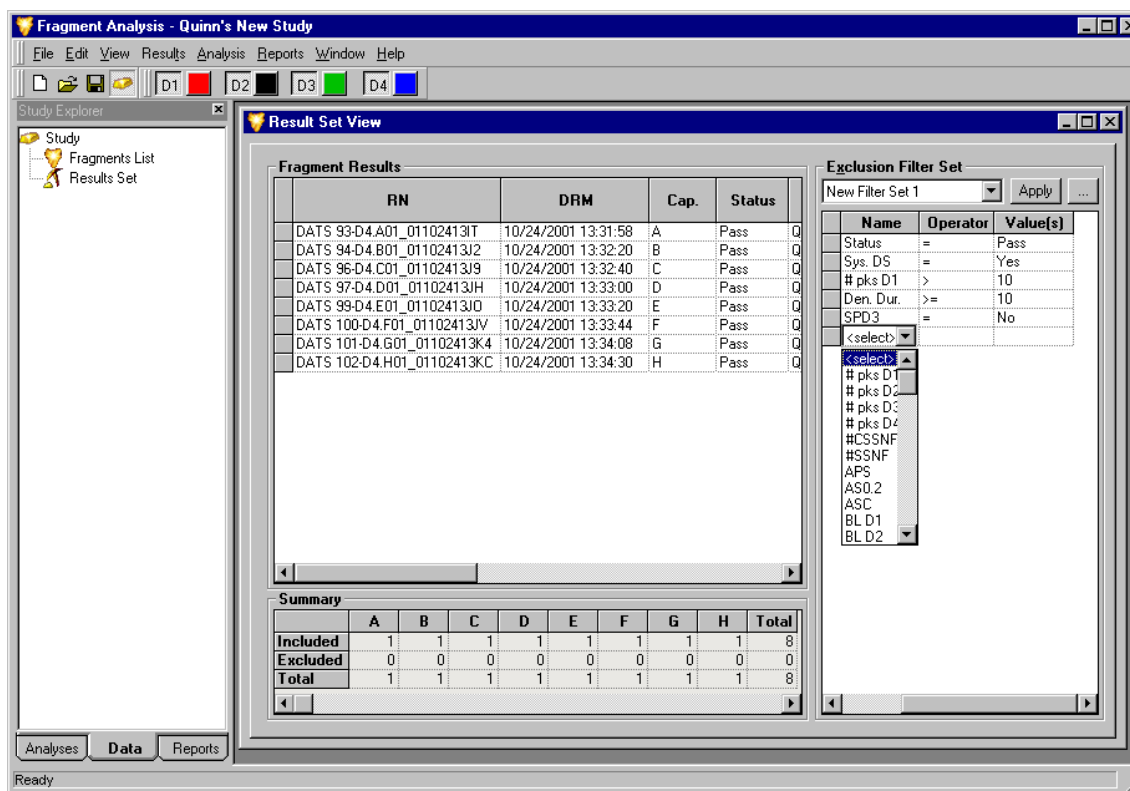 Fragment Analysis - Quinn's New Study
File Edit View Results Analysis Reports Window Help
D1 D2 D3 D4
Study Explorer
Study
Fragments List
Results Set
Analyses Data Reports
Result Set View
Fragment Results
RN DRM Cap. Status
DATS 93-D4.A01_01102413IT 10/24/2001 13:31:58 A Pass Q
DATS 94-D4.B01_01102413J2 10/24/2001 13:32:20 B Pass Q
DATS 96-D4.C01_01102413J9 10/24/2001 13:32:40 C Pass Q
DATS 97-D4.D01_01102413JH 10/24/2001 13:33:00 D Pass Q
DATS 99-D4.E01_01102413JO 10/24/2001 13:33:20 E Pass Q
DATS 100-D4.F01_01102413JV 10/24/2001 13:33:44 F Pass Q
DATS 101-D4.G01_01102413K4 10/24/2001 13:34:08 G Pass Q
DATS 102-D4.H01_01102413KC 10/24/2001 13:34:30 H Pass Q
Summary
A B C D E F G H Total
Included 1 1 1 1 1 1 1 1 8
Excluded 0 0 0 0 0 0 0 0 0
Total 1 1 1 1 1 1 1 1 8
Exclusion Filter Set
New Filter Set 1 Apply ...
Name Operator Value(s)
Status = Pass
Sys. DS = Yes
# pks D1 > 10
Den. Dur. >= 10
SPD3 = No
<select>
<select>
# pks D1
# pks D2
# pks D3
# pks D4
#CSSNF
#SSNF
APS
AS0.2
ASC
BL D1
BL D2
Ready